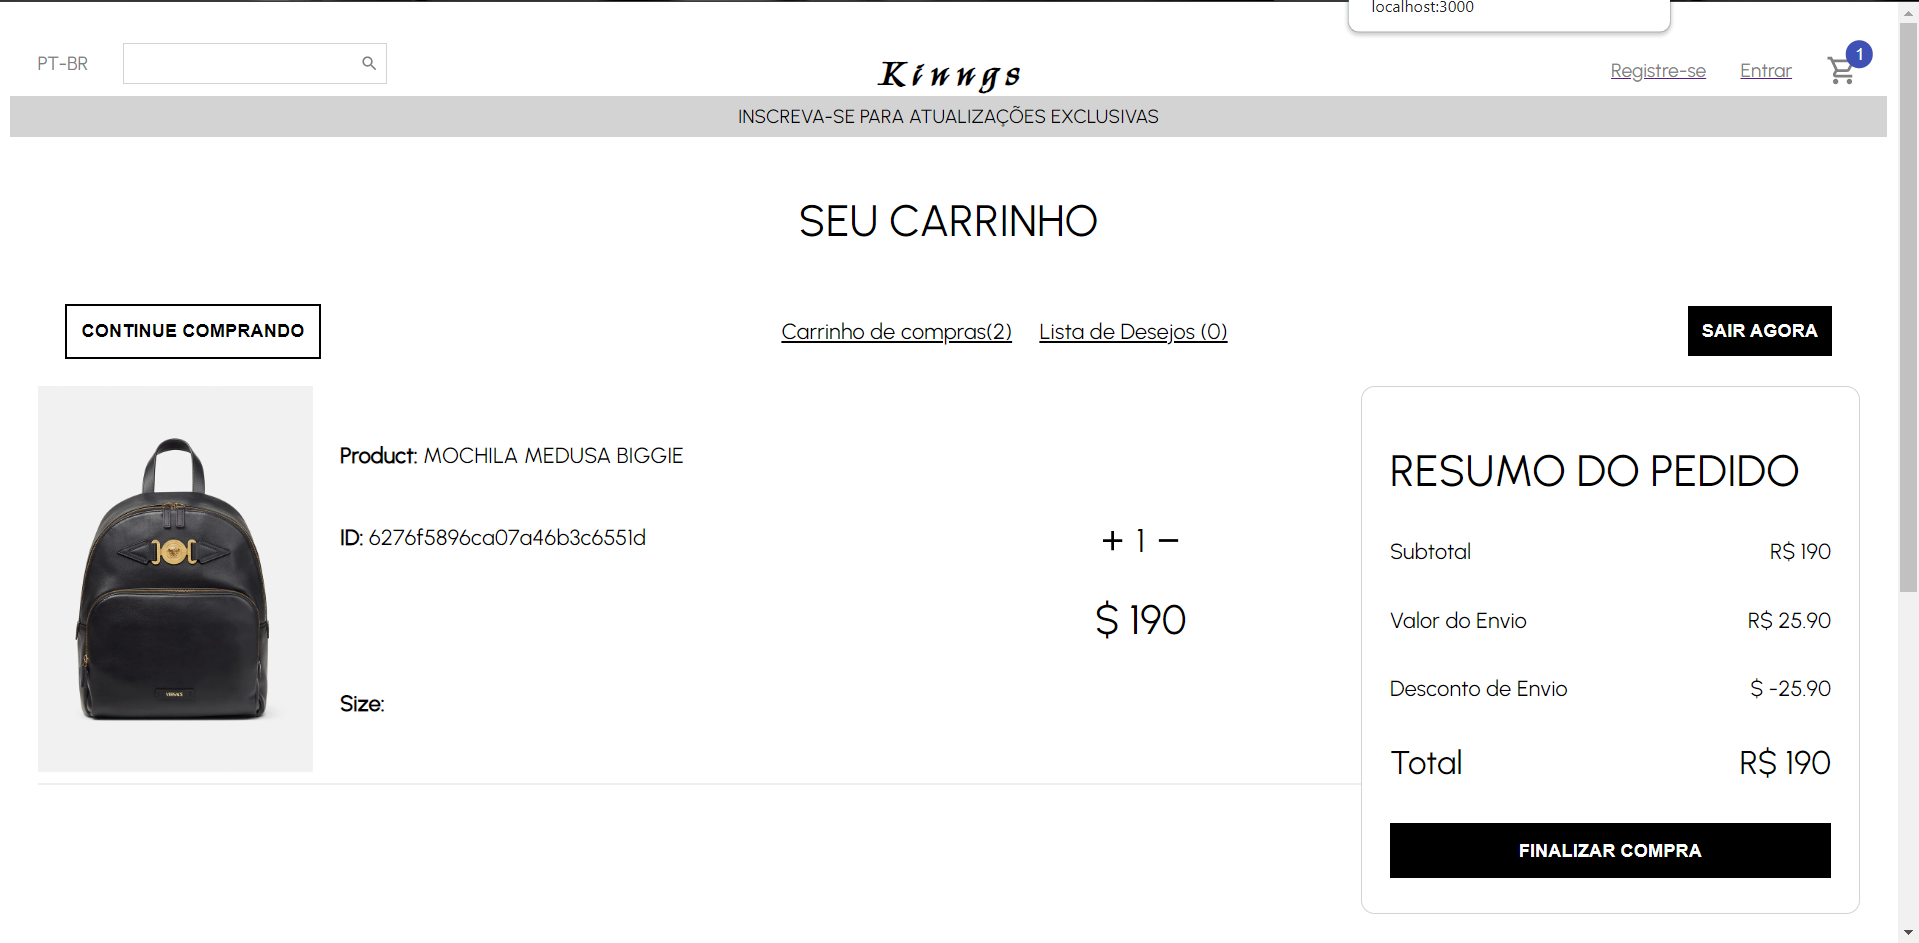 localhost:3000
PT-BR
Kinngs
Registre-se Entrar 1
INSCREVA-SE PARA ATUALIZAÇÕES EXCLUSIVAS
SEU CARRINHO
CONTINUE COMPRANDO
Carrinho de compras(2) Lista de Desejos (0)
SAIR AGORA
Product: MOCHILA MEDUSA BIGGIE
ID: 6276f5896ca07a46b3c6551d
Size:
+ 1 −
$ 190
VERSACE
RESUMO DO PEDIDO
Subtotal R$ 190
Valor do Envio R$ 25.90
Desconto de Envio $ -25.90
Total R$ 190
FINALIZAR COMPRA